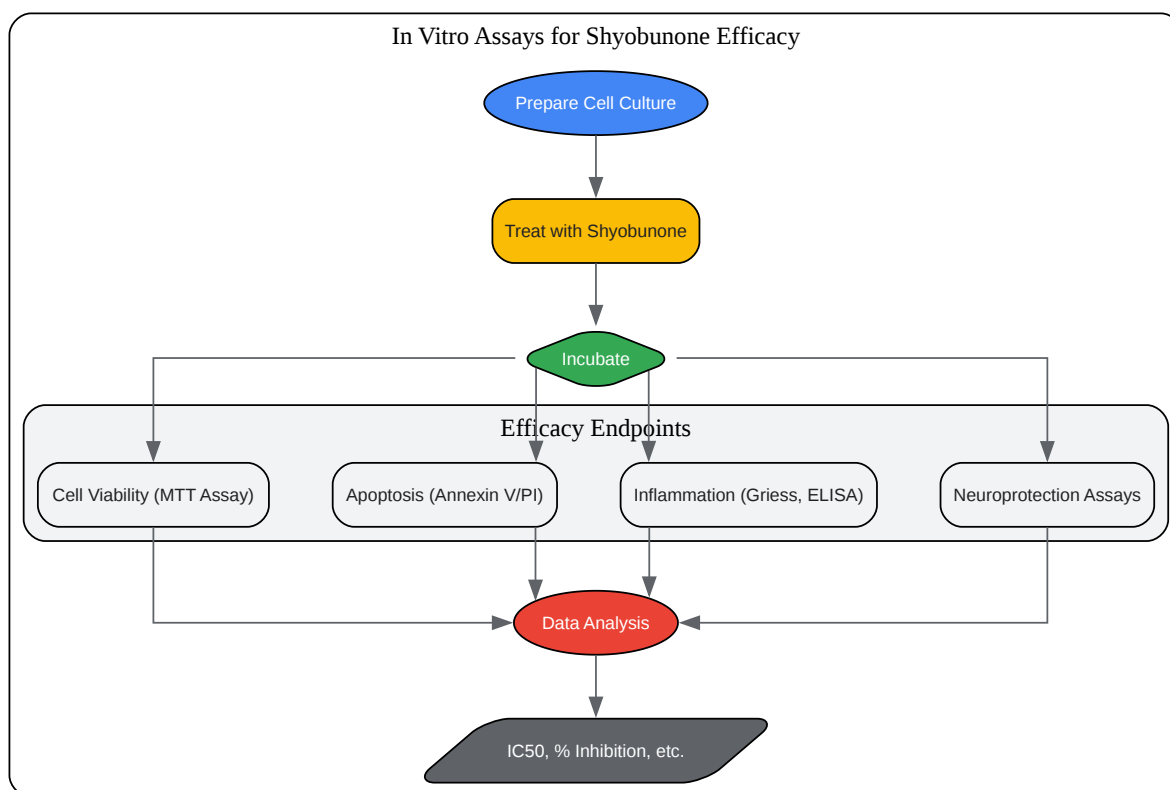 In Vitro Assays for Shyobunone Efficacy
Prepare Cell Culture
Treat with Shyobunone
Incubate
Efficacy Endpoints
Cell Viability (MTT Assay)
Apoptosis (Annexin V/PI)
Inflammation (Griess, ELISA)
Neuroprotection Assays
Data Analysis
IC50, % Inhibition, etc.